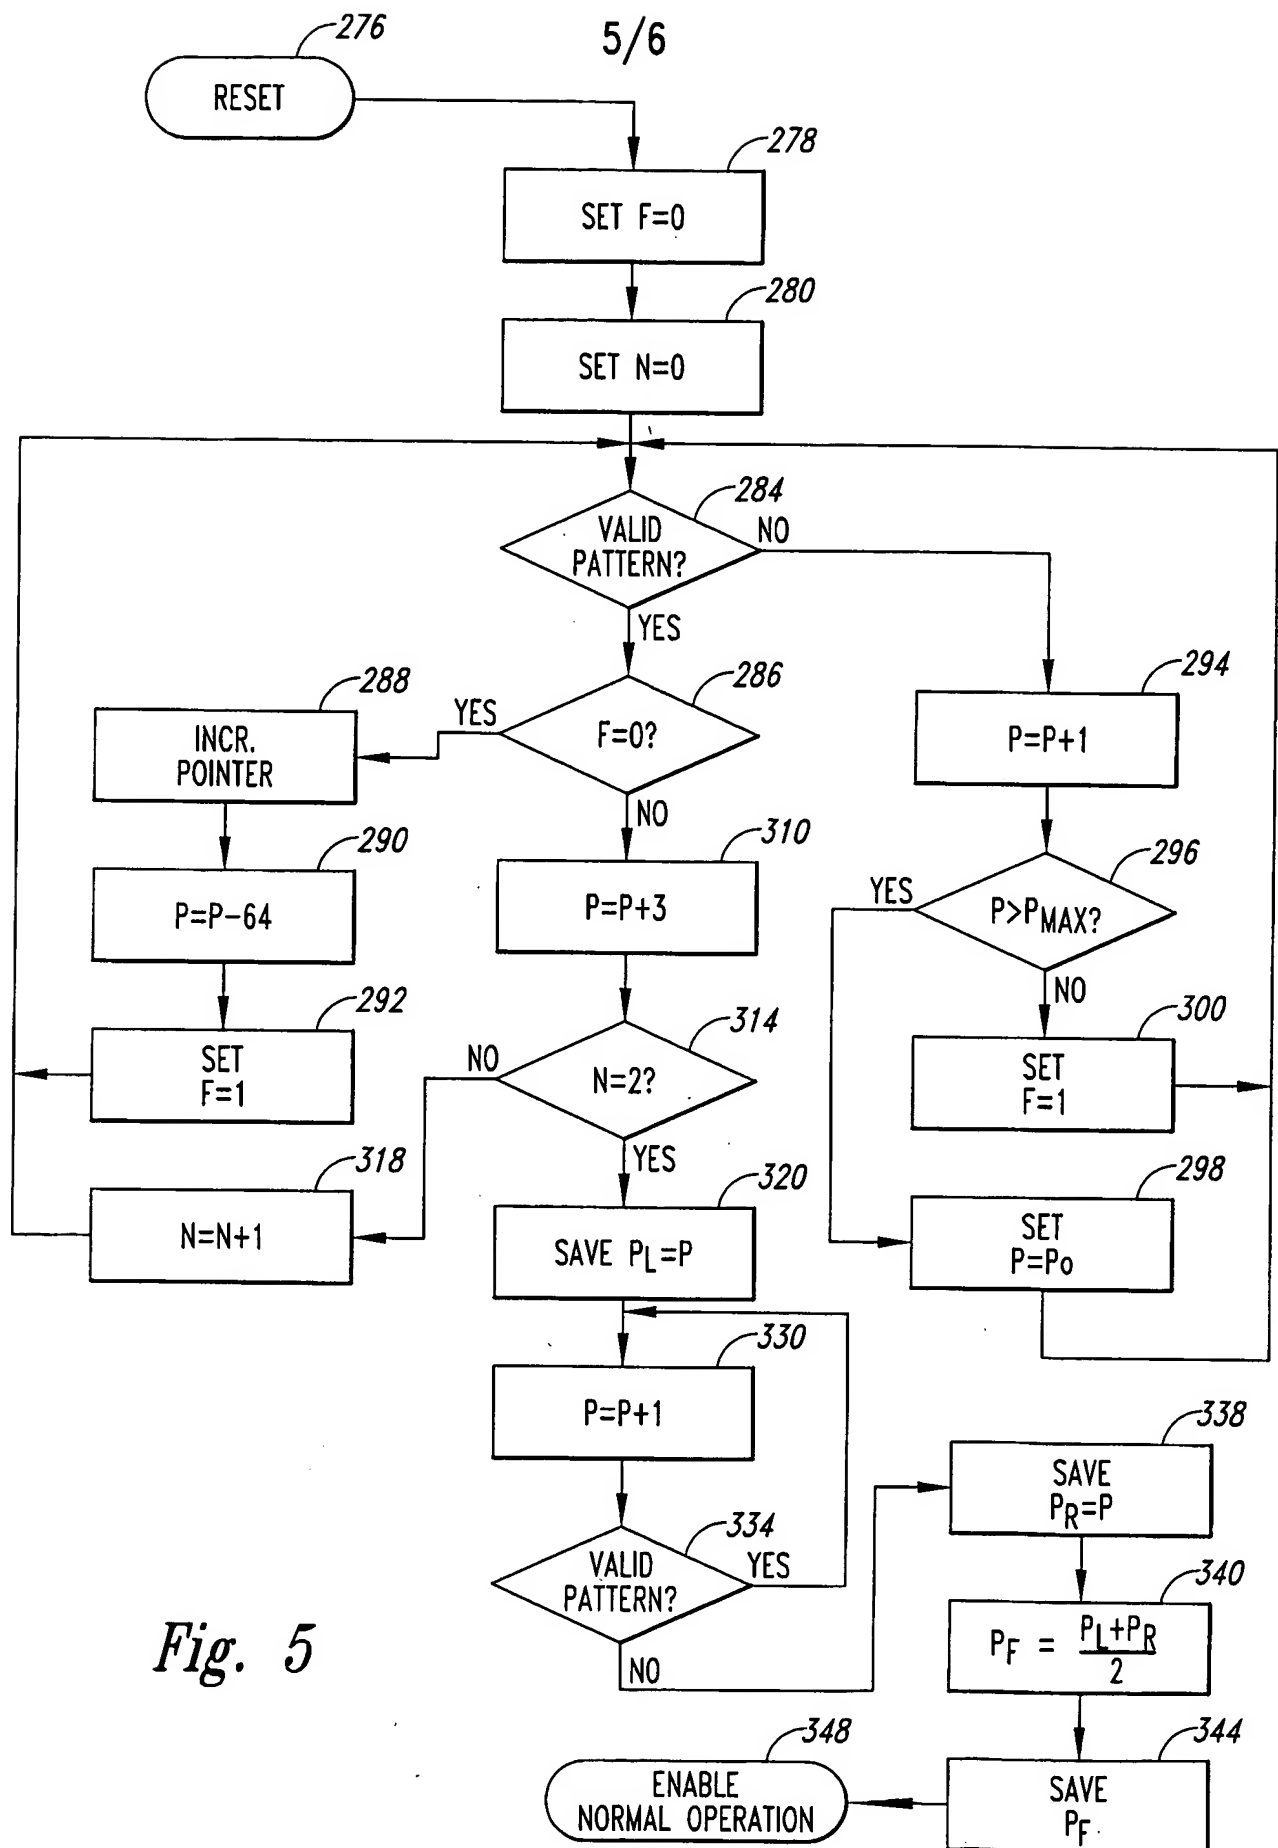 5/6
276
RESET
278
SET F=0
280
SET N=0
284
VALID
PATTERN?
NO
YES
286
F=0?
YES
NO
288
INCR.
POINTER
290
P=P-64
292
SET
F=1
294
P=P+1
296
P>PMAX?
YES
NO
300
SET
F=1
298
SET
P=Po
310
P=P+3
314
N=2?
NO
YES
318
N=N+1
320
SAVE PL=P
330
P=P+1
334
VALID
PATTERN?
YES
NO
338
SAVE
PR=P
340
PF = PL+PR
2
344
SAVE
PF
348
ENABLE
NORMAL OPERATION
Fig. 5